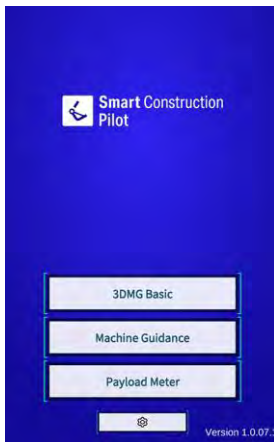 Smart Construction
Pilot
3DMG Basic
Machine Guidance
Payload Meter
Version 1.0.07.